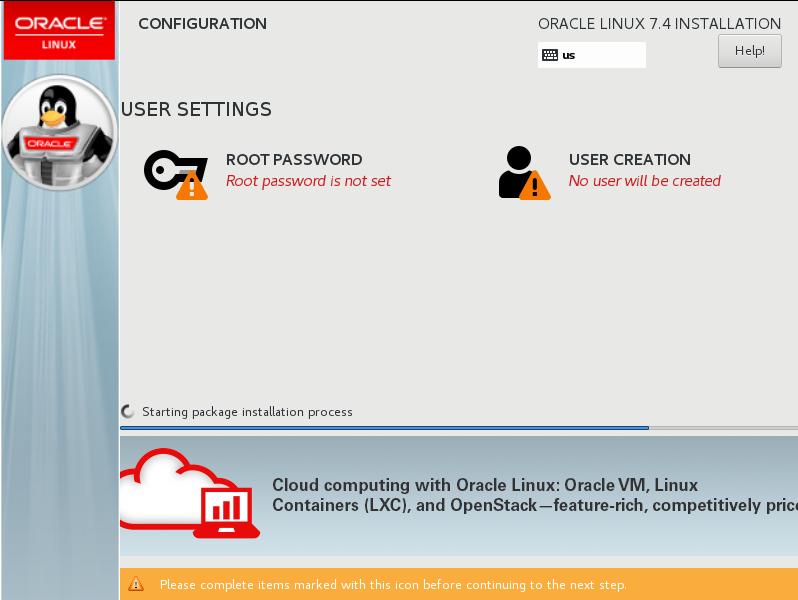 ORACLE
LINUX
CONFIGURATION
ORACLE LINUX 7.4 INSTALLATION
us
Help!
ORACLE
USER SETTINGS
ROOT PASSWORD
Root password is not set
USER CREATION
No user will be created
Starting package installation process
Cloud computing with Oracle Linux: Oracle VM, Linux
Containers (LXC), and OpenStack—feature-rich, competitively
Please complete items marked with this icon before continuing to the next step.